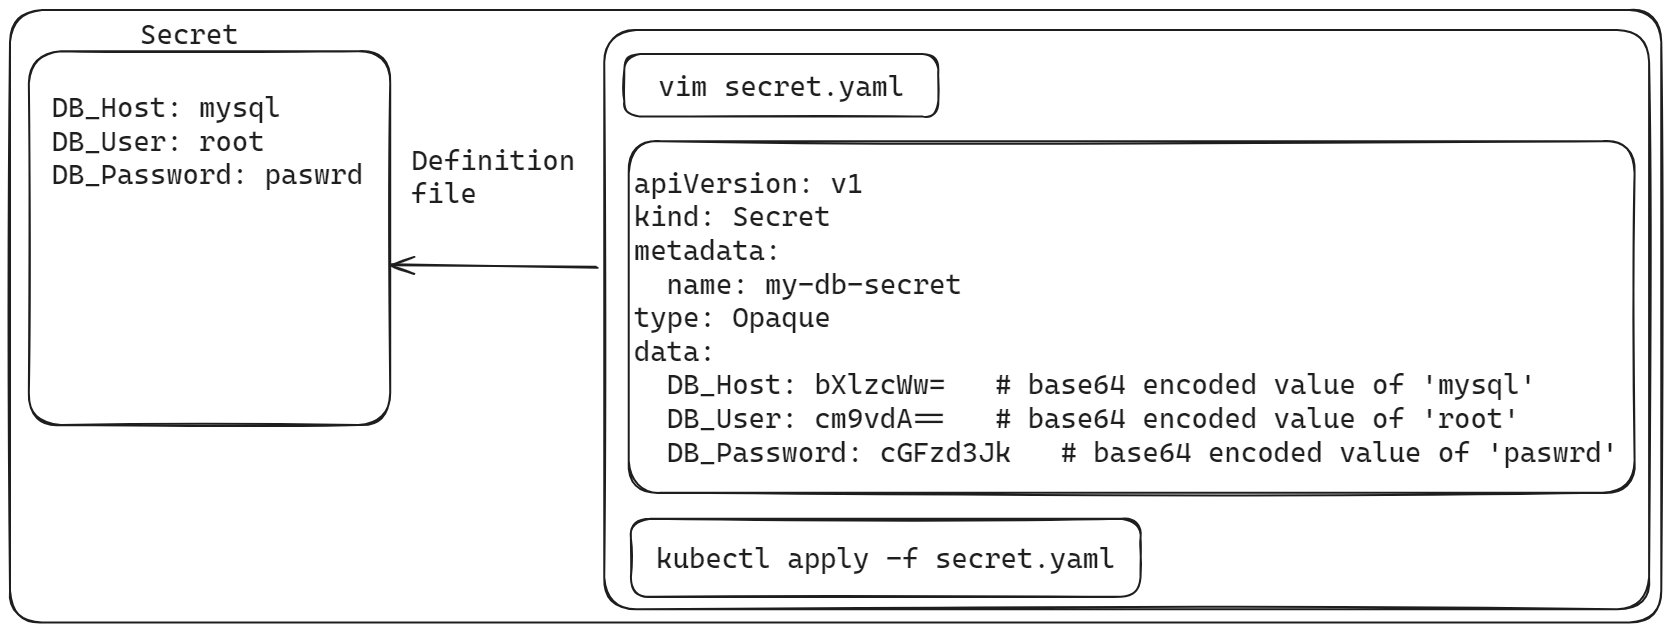 Secret
DB_Host: mysql
DB_User: root
DB_Password: paswrd
Definition
file
vim secret.yaml
apiVersion: v1
kind: Secret
metadata:
  name: my-db-secret
type: Opaque
data:
  DB_Host: bXlzcWw=   # base64 encoded value of 'mysql'
  DB_User: cm9vdA==   # base64 encoded value of 'root'
  DB_Password: cGFzd3Jk   # base64 encoded value of 'paswrd'
kubectl apply -f secret.yaml